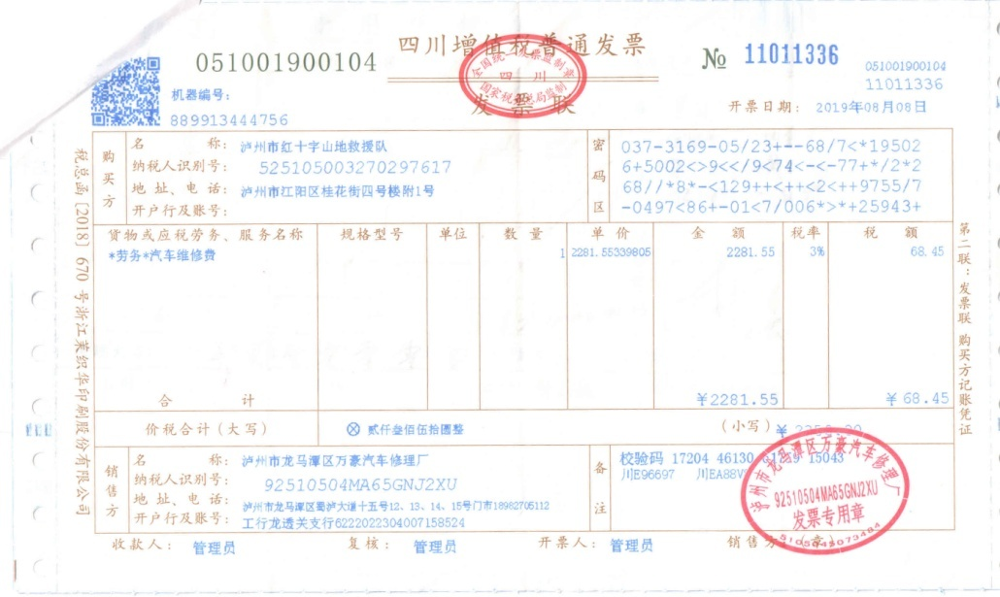 四川增值税普通发票
发票联
051001900104
№ 11011336
051001900104
11011336
机器编号:
889913444756
开票日期: 2019年08月08日
全国统一发票监制章
四川
国家税务总局监制
税总函[2018]670号浙江莱织华印刷股份有限公司
购买方
名称: 泸州市红十字山地救援队
纳税人识别号: 525105003270297617
地址、电话: 泸州市江阳区桂花街四号楼附1号
开户行及账号:
密码区
037-3169-05/23+--68/7<*19502
6+5002<>9<</9<74<-<-77+*/2*2
68//*8*-<129++<++<2<++9755/7
-0497<86+-01<7/006*>*+25943+
货物或应税劳务、服务名称 规格型号 单位 数量 单价 金额 税率 税额
*劳务*汽车维修费 1 2281.55339805 2281.55 3% 68.45
合计 ¥2281.55 ¥68.45
价税合计(大写) ⊗ 贰仟叁佰伍拾圆整 (小写) ¥
第二联:发票联 购买方记账凭证
销售方
名称: 泸州市龙马潭区万豪汽车修理厂
纳税人识别号: 92510504MA65GNJ2XU
地址、电话: 泸州市龙马潭区蜀泸大道十五号12、13、14、15号门市18982705112
开户行及账号: 工行龙透关支行6222022304007158524
备注
校验码 17204 46130 15043
川E96697 川EA88V
泸州市龙马潭区万豪汽车修理厂
92510504MA65GNJ2XU
发票专用章
5105045073484
收款人: 管理员 复核: 管理员 开票人: 管理员 销售方:(章)